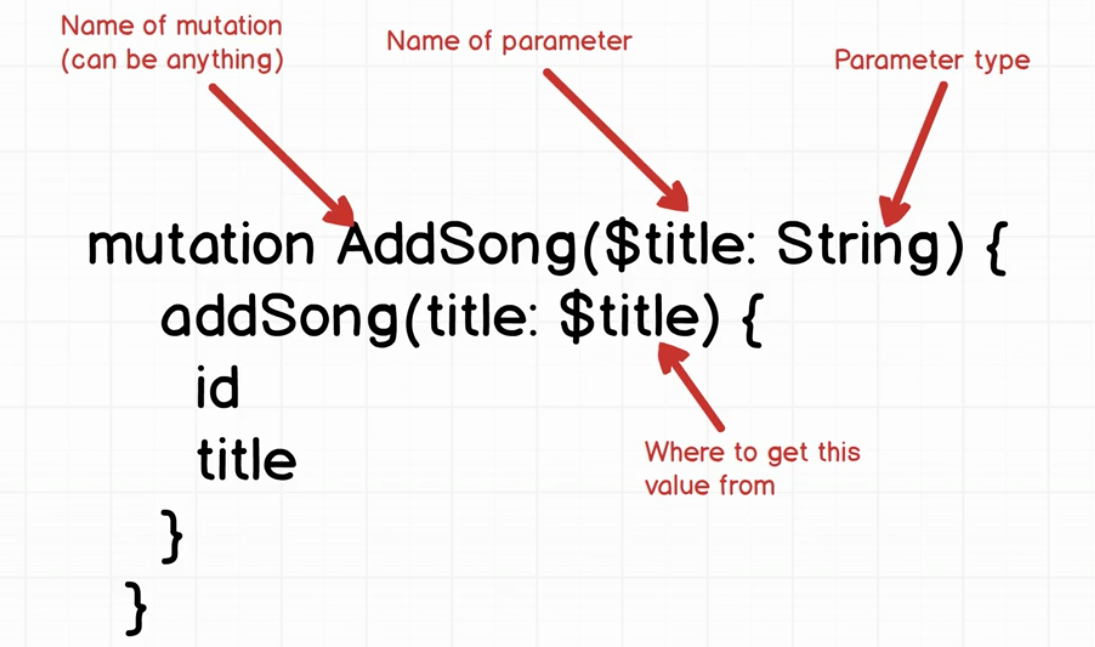 Name of mutation
(can be anything)
Name of parameter
Parameter type
mutation AddSong($title: String) {
addSong(title: $title) {
id
title
}
}
Where to get this
value from